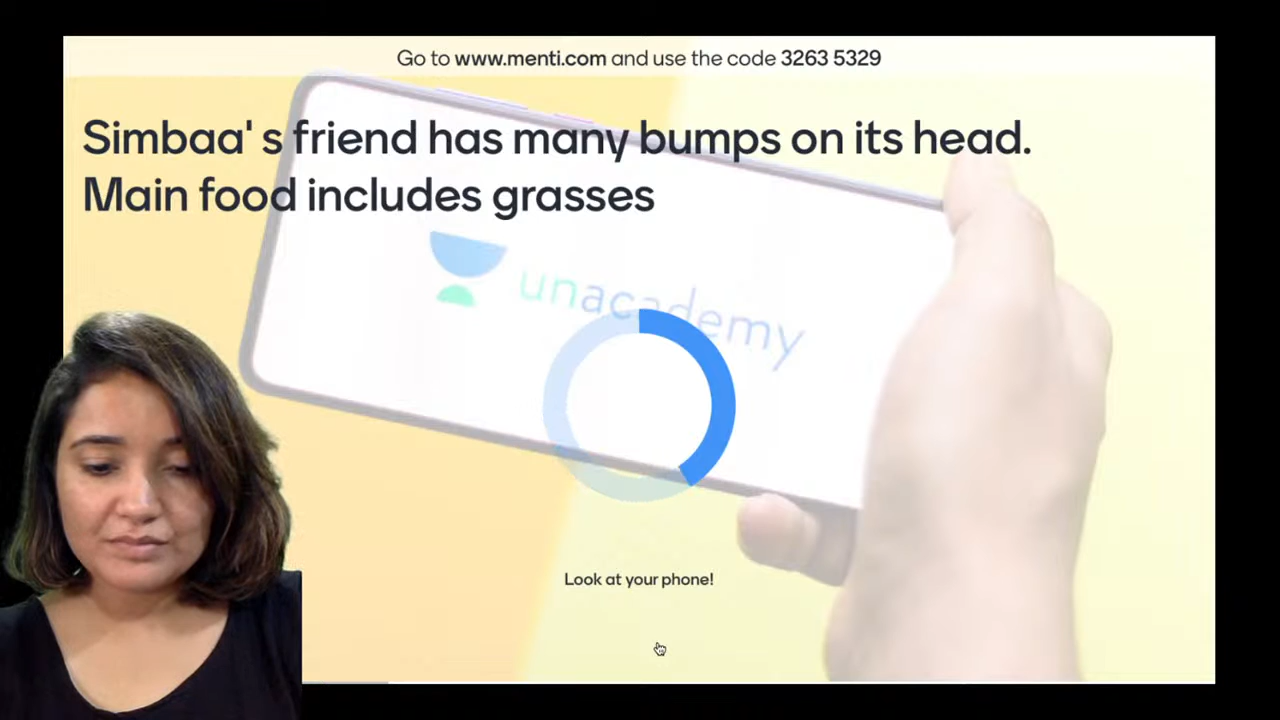 Go to www.menti.com and use the code 3263 5329
Simbaa' s friend has many bumps on its head.
Main food includes grasses
unacademy
Look at your phone!